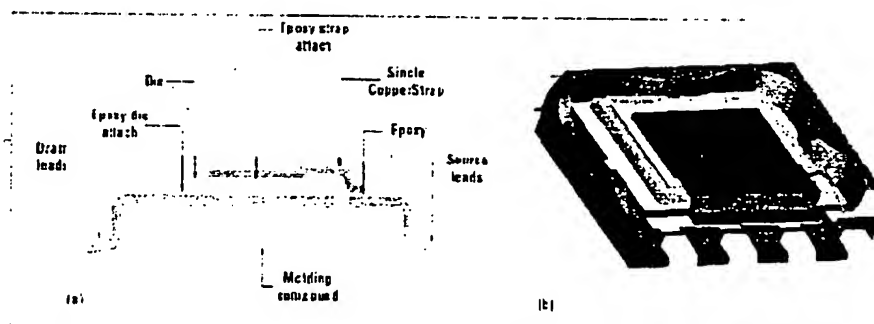 Epoxy strap
attach
Die
Single
Copper Strap
Epoxy die
attach
Epoxy
Drain
leads
Source
leads
Molding
compound
(a)
(b)